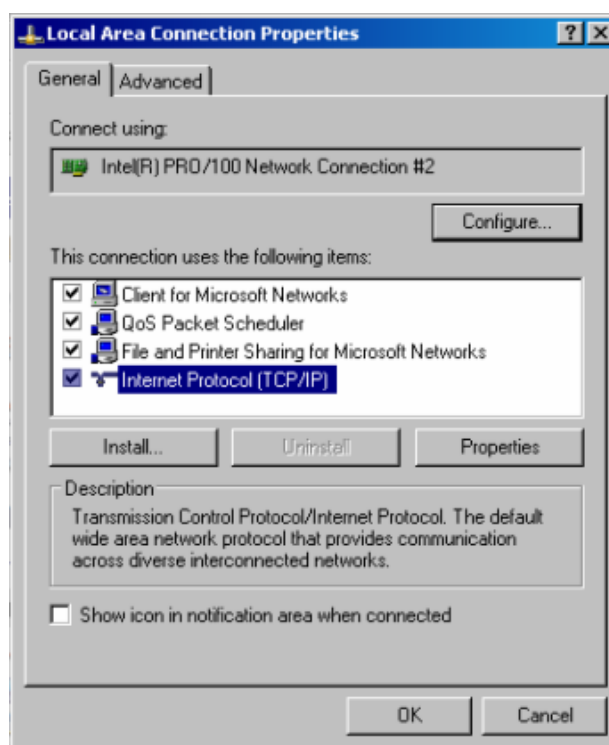 Local Area Connection Properties
General Advanced
Connect using:
Intel(R) PRO/100 Network Connection #2
Configure...
This connection uses the following items:
Client for Microsoft Networks
QoS Packet Scheduler
File and Printer Sharing for Microsoft Networks
Internet Protocol (TCP/IP)
Install... Uninstall Properties
Description
Transmission Control Protocol/Internet Protocol. The default
wide area network protocol that provides communication
across diverse interconnected networks.
Show icon in notification area when connected
OK Cancel